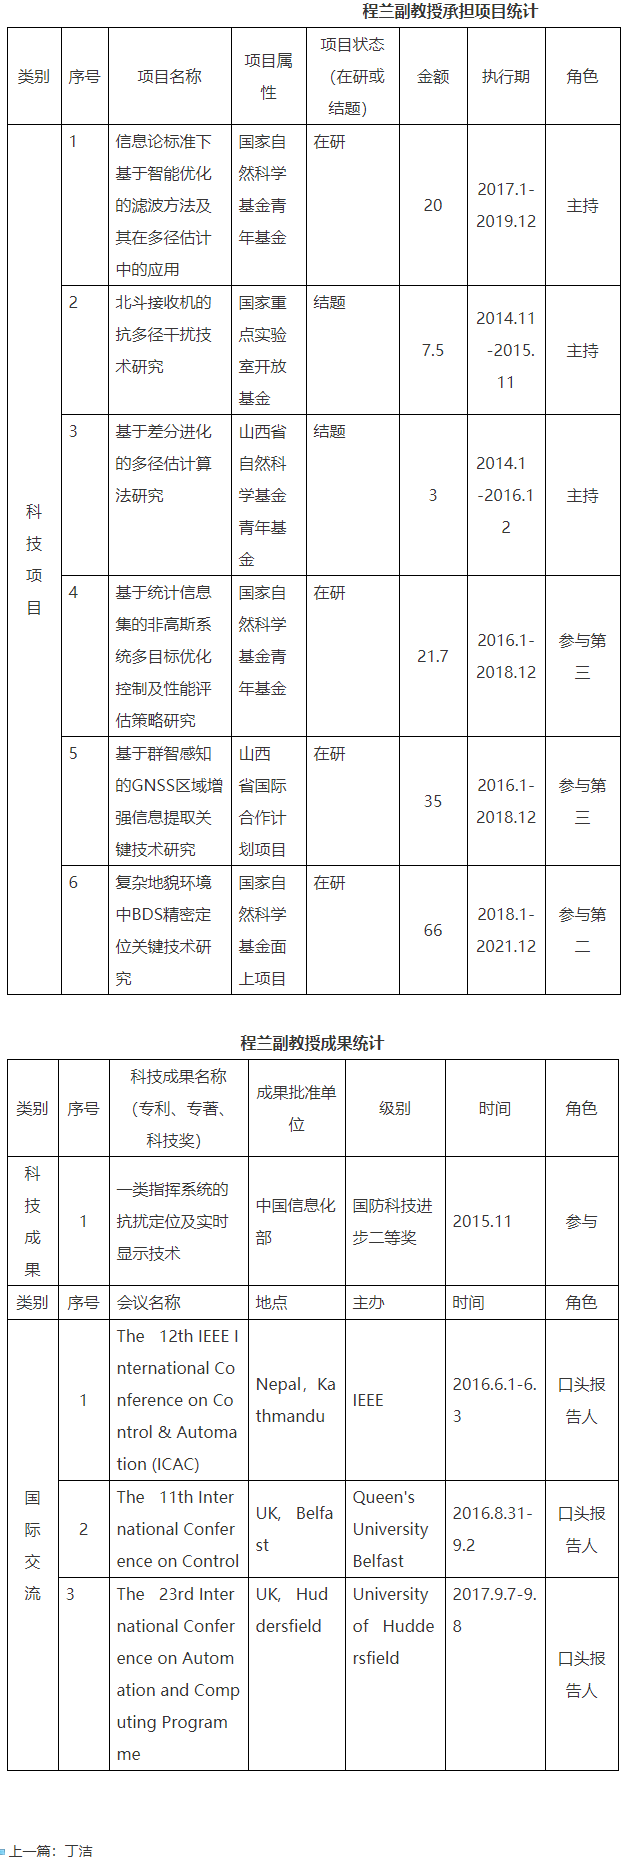 程兰副教授承担项目统计
类别 序号 项目名称 项目属性 项目状态（在研或结题） 金额 执行期 角色
科技项目
1 信息论标准下基于智能优化的滤波方法及其在多径估计中的应用 国家自然科学基金青年基金 在研 20 2017.1-2019.12 主持
2 北斗接收机的抗多径干扰技术研究 国家重点实验室开放基金 结题 7.5 2014.11-2015.11 主持
3 基于差分进化的多径估计算法研究 山西省自然科学基金青年基金 结题 3 2014.1-2016.12 主持
4 基于统计信息集的非高斯系统多目标优化控制及性能评估策略研究 国家自然科学基金青年基金 在研 21.7 2016.1-2018.12 参与第三
5 基于群智感知的GNSS区域增强信息提取关键技术研究 山西省国际合作计划项目 在研 35 2016.1-2018.12 参与第三
6 复杂地貌环境中BDS精密定位关键技术研究 国家自然科学基金面上项目 在研 66 2018.1-2021.12 参与第二
程兰副教授成果统计
类别 序号 科技成果名称（专利、专著、科技奖） 成果批准单位 级别 时间 角色
科技成果 1 一类指挥系统的抗扰定位及实时显示技术 中国信息化部 国防科技进步二等奖 2015.11 参与
类别 序号 会议名称 地点 主办 时间 角色
国际交流
1 The 12th IEEE International Conference on Control & Automation (ICAC) Nepal，Kathmandu IEEE 2016.6.1-6.3 口头报告人
2 The 11th International Conference on Control UK, Belfast Queen's University Belfast 2016.8.31-9.2 口头报告人
3 The 23rd International Conference on Automation and Computing Programme UK, Huddersfield University of Huddersfield 2017.9.7-9.8 口头报告人
上一篇：丁洁